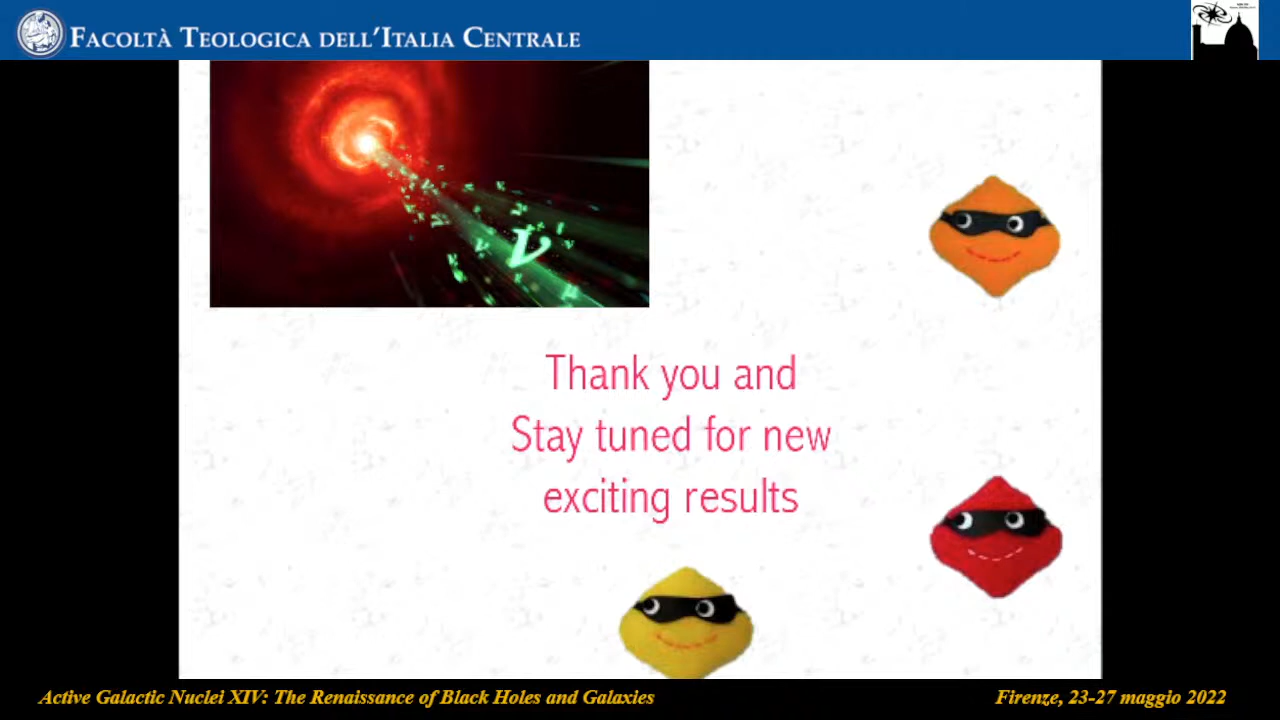 FACOLTÀ TEOLOGICA DELL'ITALIA CENTRALE
ν
Thank you and
Stay tuned for new
exciting results
Active Galactic Nuclei XIV: The Renaissance of Black Holes and Galaxies
Firenze, 23-27 maggio 2022